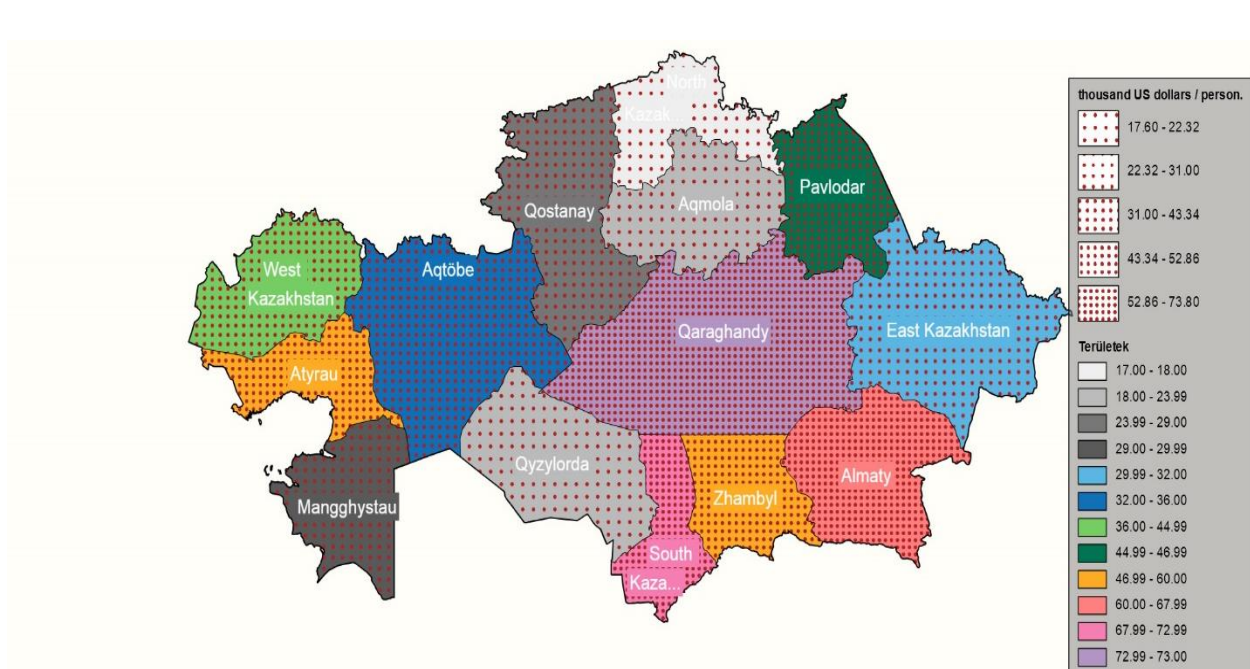 North
Kazak...
Qostanay
Aqmola
Pavlodar
West
Kazakhstan
Aqtöbe
Qaraghandy
East Kazakhstan
Atyrau
Qyzylorda
Mangghystau
Zhambyl
Almaty
South
Kaza...
thousand US dollars / person.
17.60 - 22.32
22.32 - 31.00
31.00 - 43.34
43.34 - 52.86
52.86 - 73.80
Területek
17.00 - 18.00
18.00 - 23.99
23.99 - 29.00
29.00 - 29.99
29.99 - 32.00
32.00 - 36.00
36.00 - 44.99
44.99 - 46.99
46.99 - 60.00
60.00 - 67.99
67.99 - 72.99
72.99 - 73.00